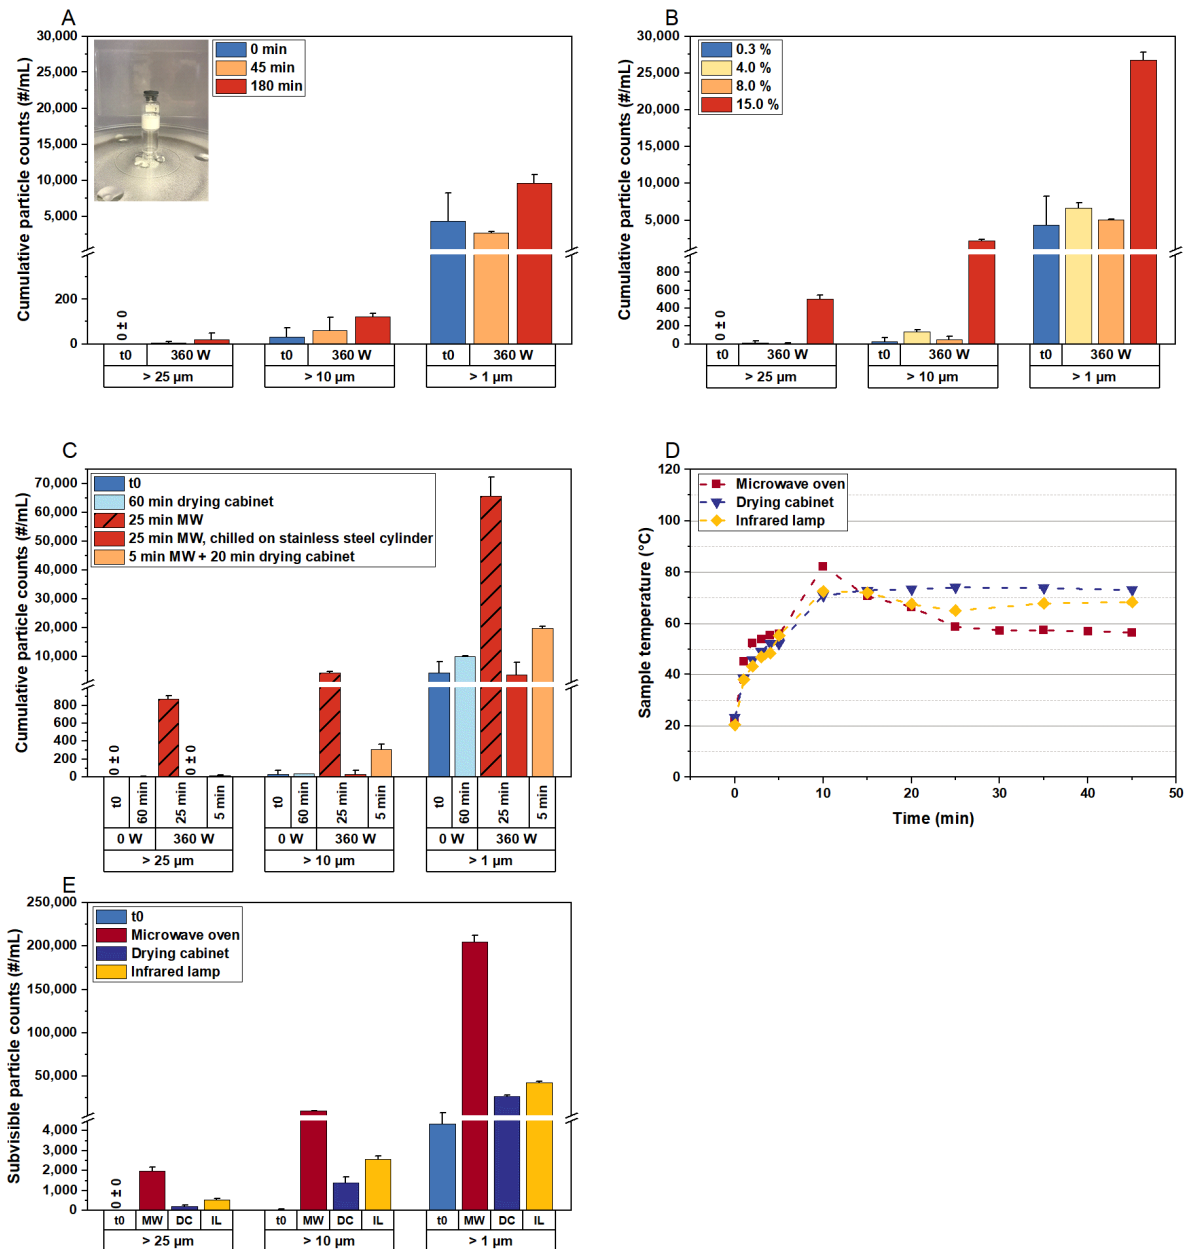 A
Cumulative particle counts (#/mL)
30,000
25,000
20,000
15,000
10,000
5,000
200
0
0 min
45 min
180 min
0 ± 0
t0
360 W
t0
360 W
t0
360 W
> 25 µm
> 10 µm
> 1 µm
B
Cumulative particle counts (#/mL)
30,000
25,000
20,000
15,000
10,000
5,000
800
600
400
200
0
0.3 %
4.0 %
8.0 %
15.0 %
0 ± 0
t0
360 W
t0
360 W
t0
360 W
> 25 µm
> 10 µm
> 1 µm
C
Cumulative particle counts (#/mL)
70,000
60,000
50,000
40,000
30,000
20,000
10,000
800
600
400
200
0
t0
60 min drying cabinet
25 min MW
25 min MW, chilled on stainless steel cylinder
5 min MW + 20 min drying cabinet
0 ± 0
0 ± 0
t0
60 min
25 min
5 min
t0
60 min
25 min
5 min
t0
60 min
25 min
5 min
0 W
360 W
0 W
360 W
0 W
360 W
> 25 µm
> 10 µm
> 1 µm
D
Sample temperature (°C)
120
100
80
60
40
20
0
Microwave oven
Drying cabinet
Infrared lamp
0
10
20
30
40
50
Time (min)
E
Subvisible particle counts (#/mL)
250,000
200,000
150,000
100,000
50,000
4,000
3,000
2,000
1,000
0
t0
Microwave oven
Drying cabinet
Infrared lamp
0 ± 0
t0
MW
DC
IL
t0
MW
DC
IL
t0
MW
DC
IL
> 25 µm
> 10 µm
> 1 µm